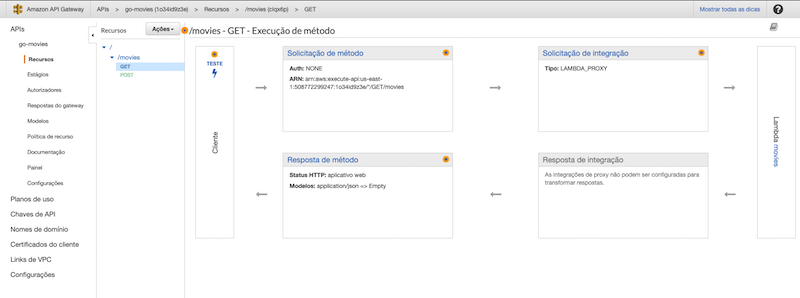 Amazon API Gateway
APIs > go-movies (1o34id9z3e) > Recursos > /movies (ciqx6p) > GET
Mostrar todas as dicas
APIs
go-movies
Recursos
Estágios
Autorizadores
Respostas do gateway
Modelos
Política de recurso
Documentação
Painel
Configurações
Planos de uso
Chaves de API
Nomes de domínio
Certificados do cliente
Links de VPC
Configurações
Recursos
Ações
/
/movies
GET
POST
/movies - GET - Execução de método
TESTE
Cliente
Solicitação de método
Auth: NONE
ARN: arn:aws:execute-api:us-east-
1:508772299247:1o34id9z3e/*/GET/movies
Solicitação de integração
Tipo: LAMBDA_PROXY
Resposta de método
Status HTTP: aplicativo web
Modelos: application/json => Empty
Resposta de integração
As integrações de proxy não podem ser configuradas para
transformar respostas.
Lambda movies